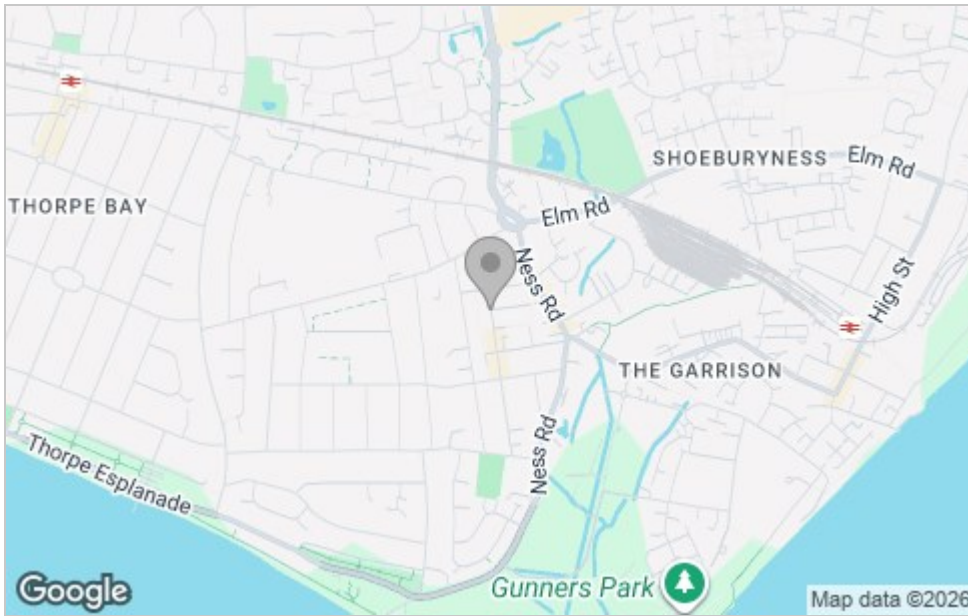 SHOEBURYNESS
Elm Rd
THORPE BAY
Elm Rd
Ness Rd
High St
THE GARRISON
Ness Rd
Thorpe Esplanade
Gunners Park
Google
Map data ©2026